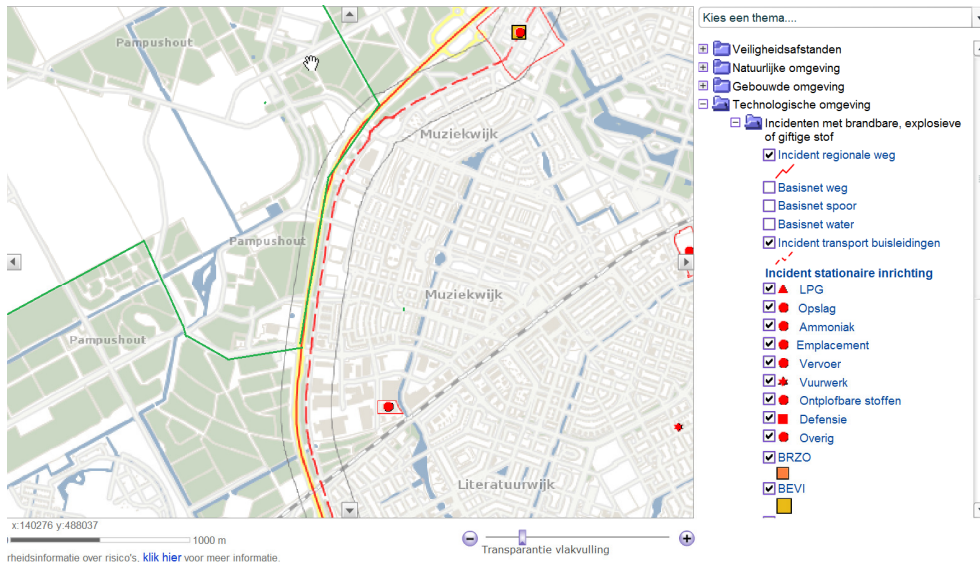 Pampushout
Muziekwijk
Pampushout
Muziekwijk
Pampushout
Literatuurwijk
x:140276 y:488037
1000 m
rheidsinformatie over risico's, klik hier voor meer informatie.
Transparantie vlakvulling
Kies een thema....
Veiligheidsafstanden
Natuurlijke omgeving
Gebouwde omgeving
Technologische omgeving
Incidenten met brandbare, explosieve
of giftige stof
Incident regionale weg
Basisnet weg
Basisnet spoor
Basisnet water
Incident transport buisleidingen
Incident stationaire inrichting
LPG
Opslag
Ammoniak
Emplacement
Vervoer
Vuurwerk
Ontplofbare stoffen
Defensie
Overig
BRZO
BEVI